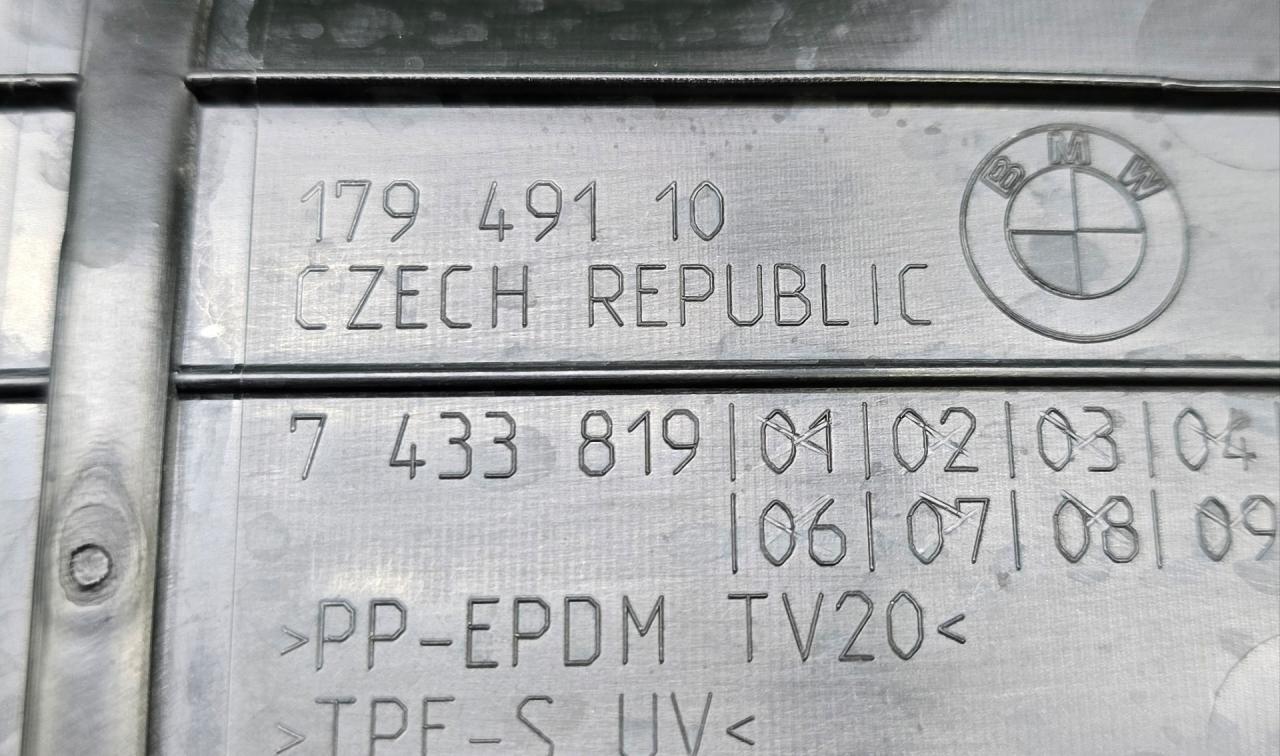 BMW
179 491 10
CZECH REPUBLIC
7 433 819 |01|02|03|04
|06|07|08|09
>PP-EPDM TV20<
>TPE-S UV<